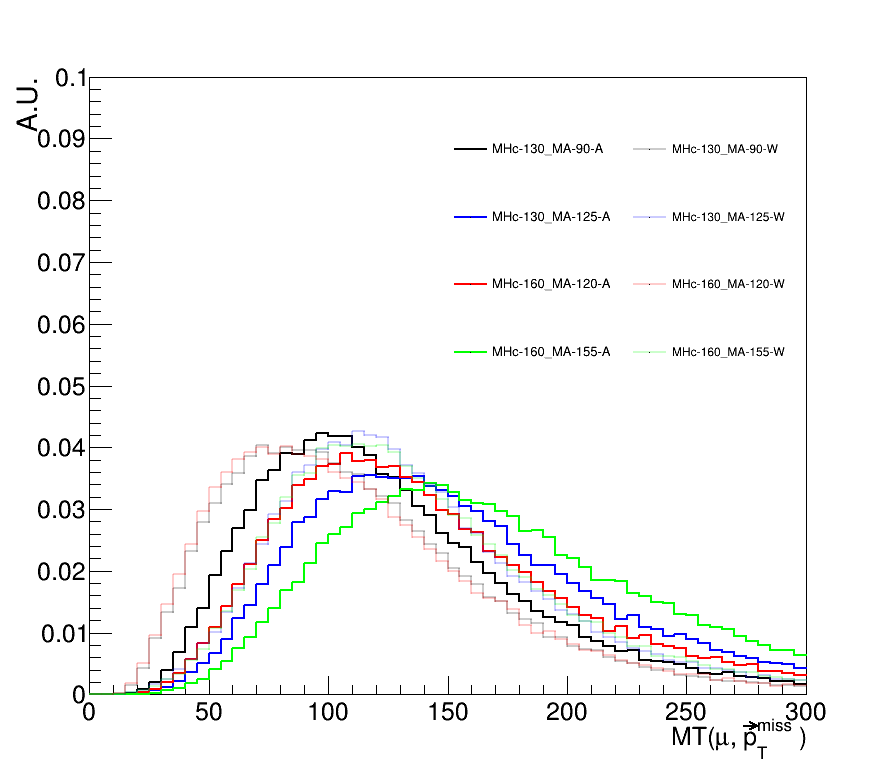 A.U.
0.1
0.09
0.08
0.07
0.06
0.05
0.04
0.03
0.02
0.01
0
MHc-130_MA-90-A MHc-130_MA-90-W
MHc-130_MA-125-A MHc-130_MA-125-W
MHc-160_MA-120-A MHc-160_MA-120-W
MHc-160_MA-155-A MHc-160_MA-155-W
0 50 100 150 200 250 300
MT(μ, p⃗_T^miss )